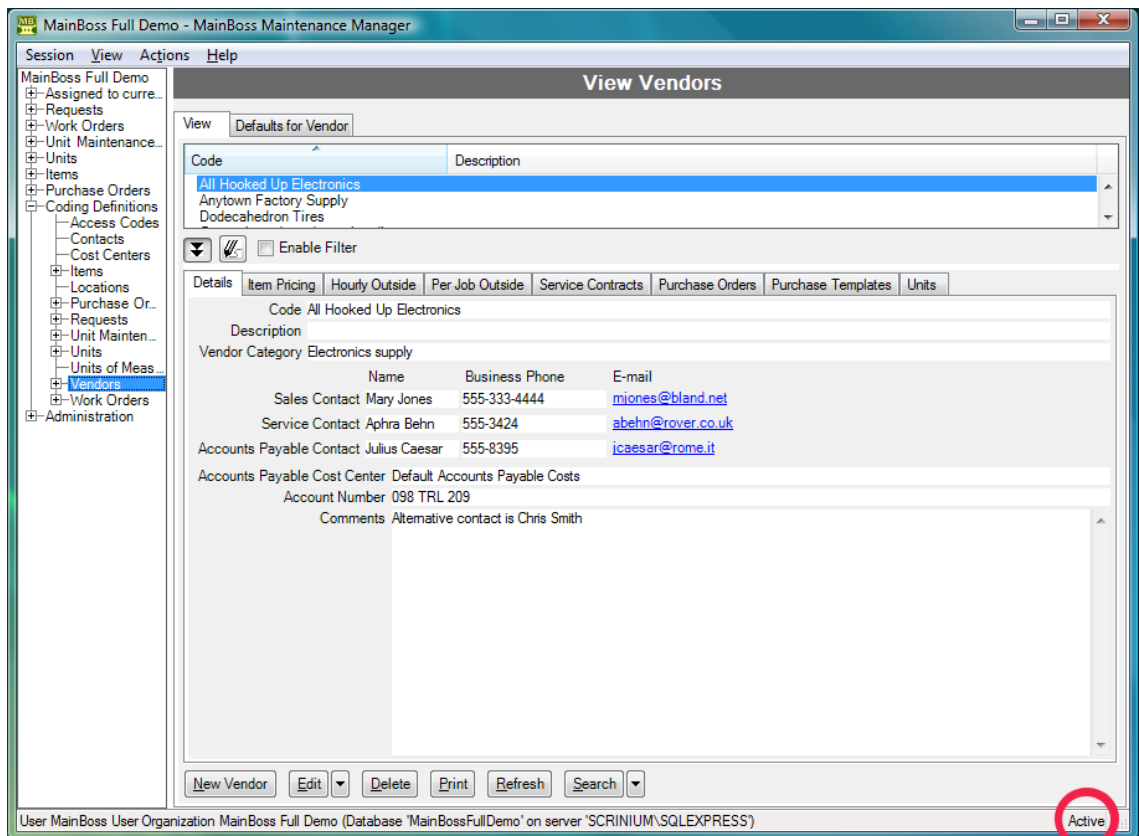 MainBoss Full Demo - MainBoss Maintenance Manager
Session View Actions Help
MainBoss Full Demo
Assigned to curre...
Requests
Work Orders
Unit Maintenance...
Units
Items
Purchase Orders
Coding Definitions
Access Codes
Contacts
Cost Centers
Items
Locations
Purchase Or...
Requests
Unit Mainten...
Units
Units of Meas...
Vendors
Work Orders
Administration
View Vendors
View Defaults for Vendor
Code Description
All Hooked Up Electronics
Anytown Factory Supply
Dodecahedron Tires
Enable Filter
Details Item Pricing Hourly Outside Per Job Outside Service Contracts Purchase Orders Purchase Templates Units
Code All Hooked Up Electronics
Description
Vendor Category Electronics supply
Name Business Phone E-mail
Sales Contact Mary Jones 555-333-4444 mjones@bland.net
Service Contact Aphra Behn 555-3424 abehn@rover.co.uk
Accounts Payable Contact Julius Caesar 555-8395 jcaesar@rome.it
Accounts Payable Cost Center Default Accounts Payable Costs
Account Number 098 TRL 209
Comments Alternative contact is Chris Smith
New Vendor Edit Delete Print Refresh Search
User MainBoss User Organization MainBoss Full Demo (Database 'MainBossFullDemo' on server 'SCRINIUM\SQLEXPRESS') Active